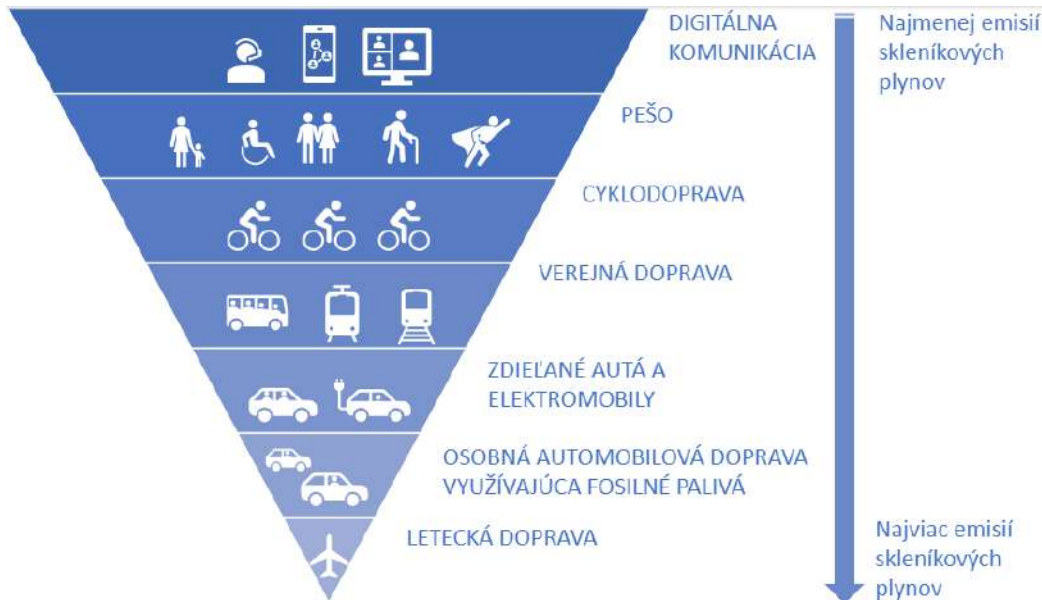 DIGITÁLNA
KOMUNIKÁCIA
Najmenej emisií
skleníkových
plynov
PEŠO
CYKLODOPRAVA
VEREJNÁ DOPRAVA
ZDIEĽANÉ AUTÁ A
ELEKTROMOBILY
OSOBNÁ AUTOMOBILOVÁ DOPRAVA
VYUŽÍVAJÚCA FOSILNÉ PALIVÁ
LETECKÁ DOPRAVA
Najviac emisií
skleníkových
plynov